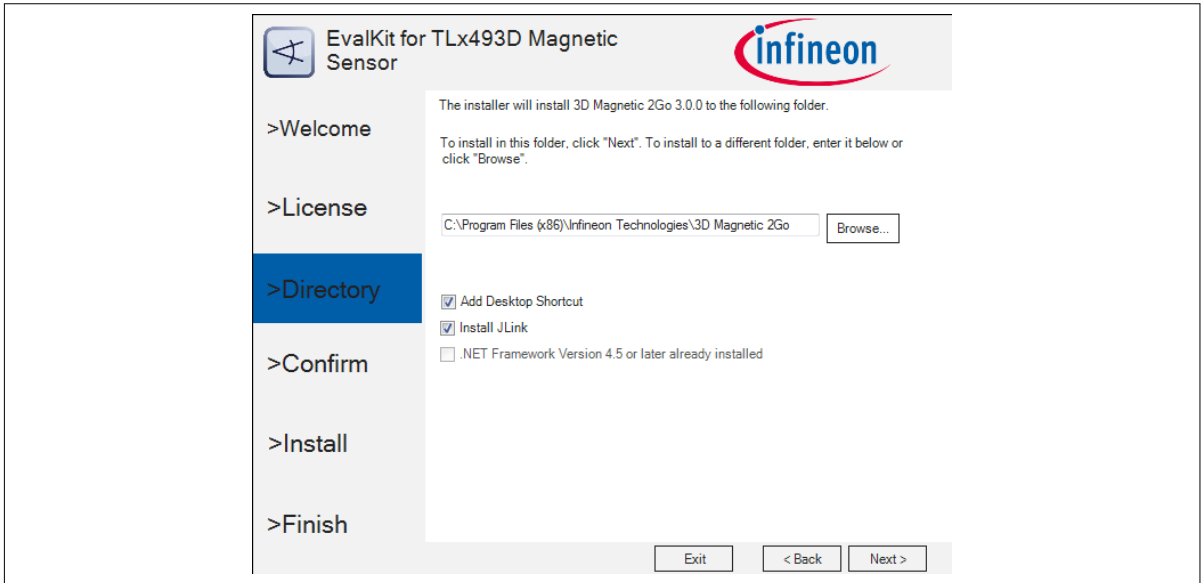 EvalKit for TLx493D Magnetic
Sensor
infineon
>Welcome
>License
>Directory
>Confirm
>Install
>Finish
The installer will install 3D Magnetic 2Go 3.0.0 to the following folder.
To install in this folder, click "Next". To install to a different folder, enter it below or
click "Browse".
C:\Program Files (x86)\Infineon Technologies\3D Magnetic 2Go
Browse...
Add Desktop Shortcut
Install JLink
.NET Framework Version 4.5 or later already installed
Exit
< Back
Next >